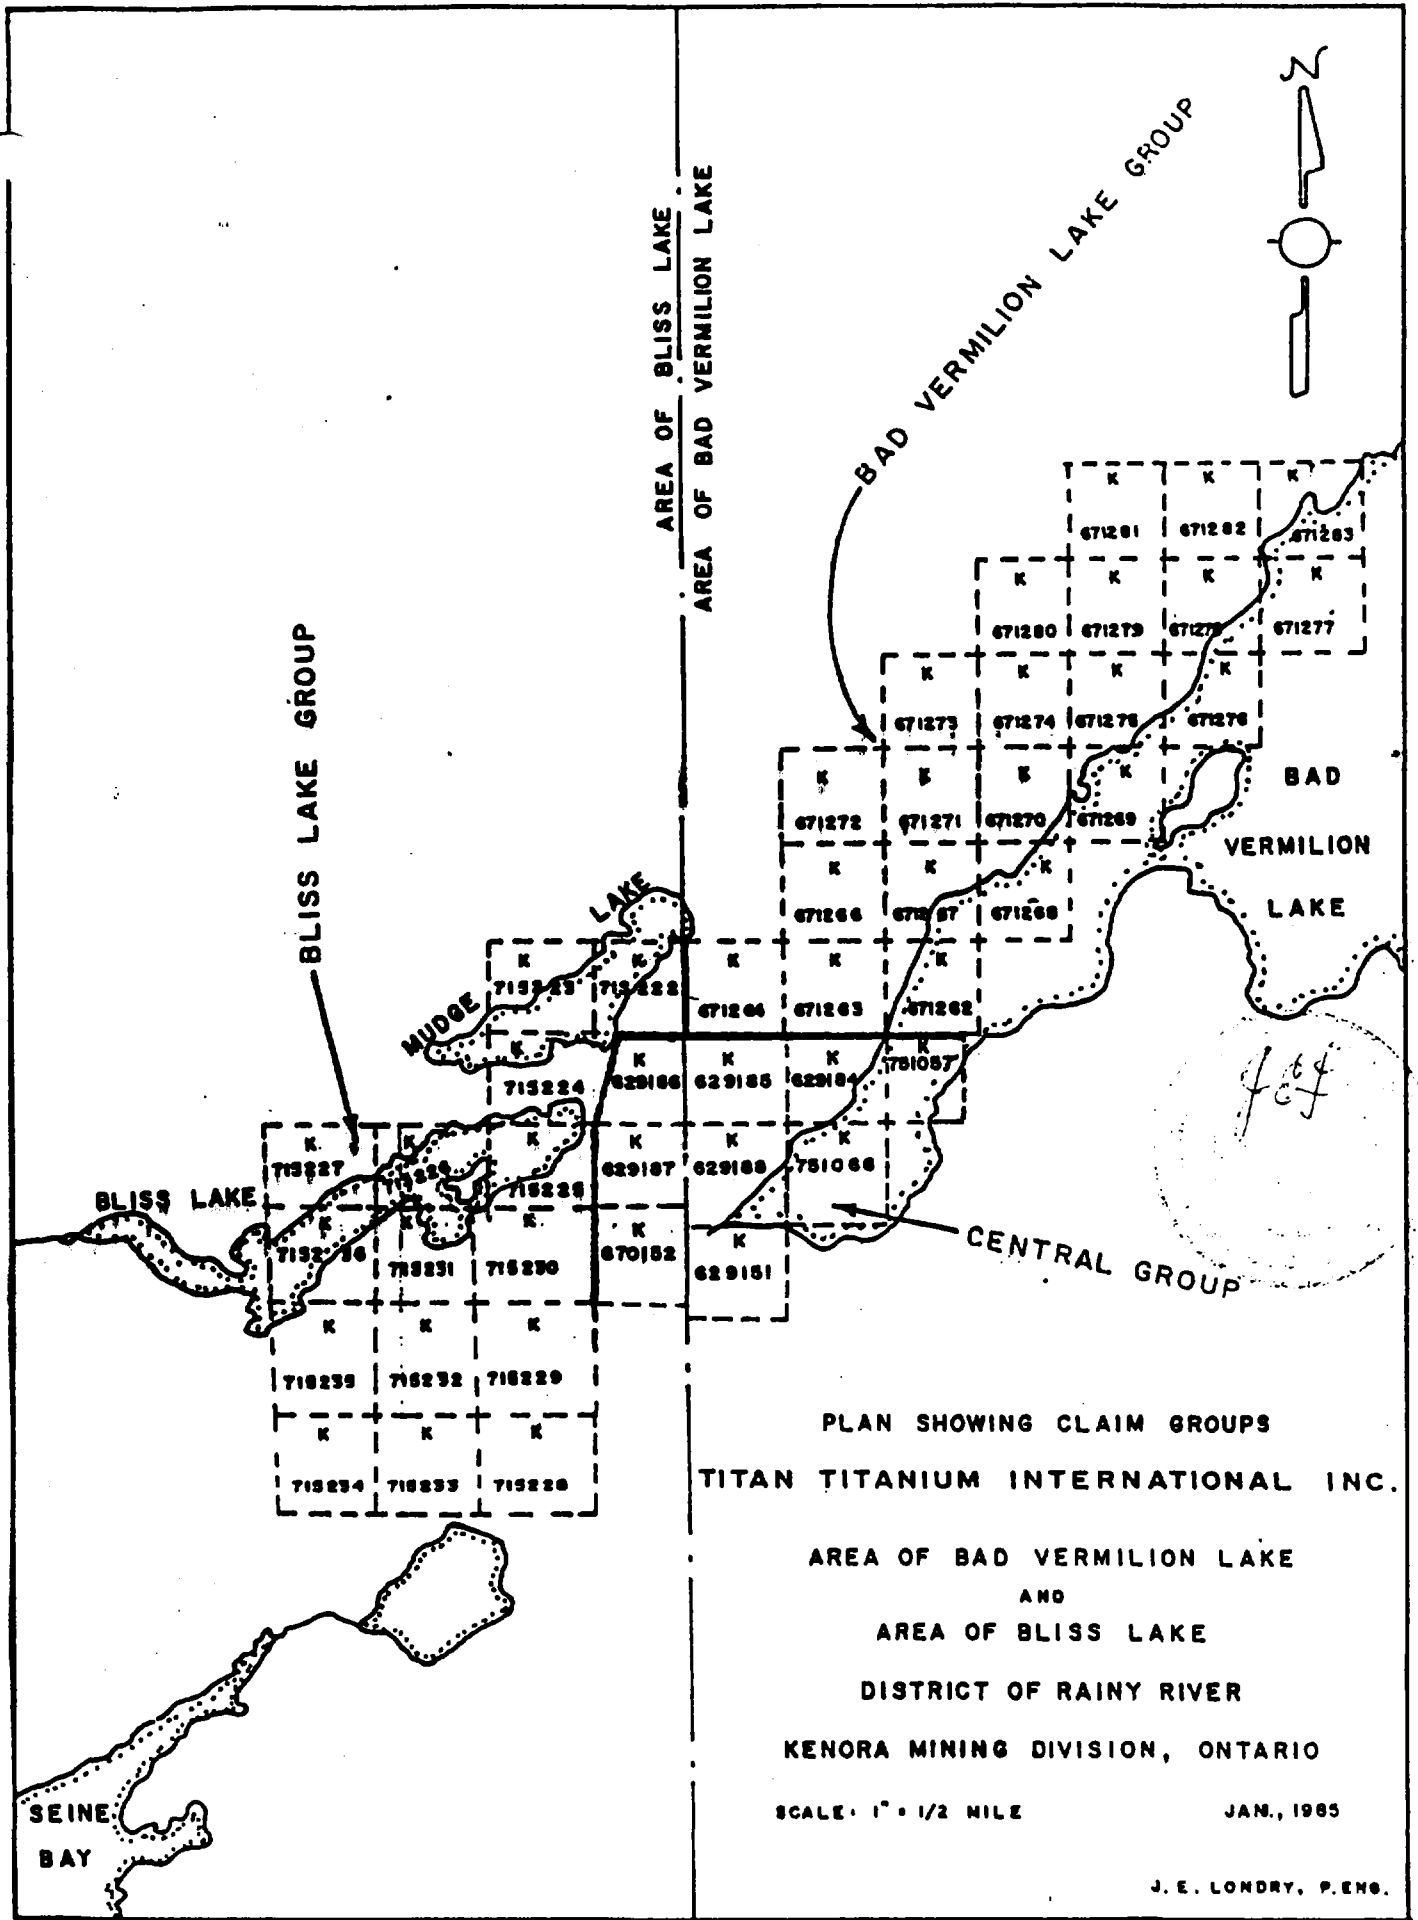 N
BAD VERMILION LAKE GROUP
AREA OF BLISS LAKE
AREA OF BAD VERMILION LAKE
BLISS LAKE GROUP
K K K
671281 671282 671283
K K K K
671280 671279 671277
K K K K
671273 671274 671275 671276
K K K K
671272 671271 671270 671269
BAD
VERMILION
LAKE
K K K
671266 671267 671268
MUDGE LAKE
K K K K K
715223 715222 671264 671263 671262
K K K K K
715224 629186 629185 629184 751057
K K K K K K
715227 715226 715225 629187 629188 751066
BLISS LAKE
K K K K K
715231 715230 670152 629151
CENTRAL GROUP
K K K
715235 715232 715229
K K K
715234 715233 715228
PLAN SHOWING CLAIM GROUPS
TITAN TITANIUM INTERNATIONAL INC.
AREA OF BAD VERMILION LAKE
AND
AREA OF BLISS LAKE
DISTRICT OF RAINY RIVER
KENORA MINING DIVISION, ONTARIO
SCALE: 1" = 1/2 MILE JAN., 1985
J. E. LONDRY, P. ENG.
SEINE
BAY